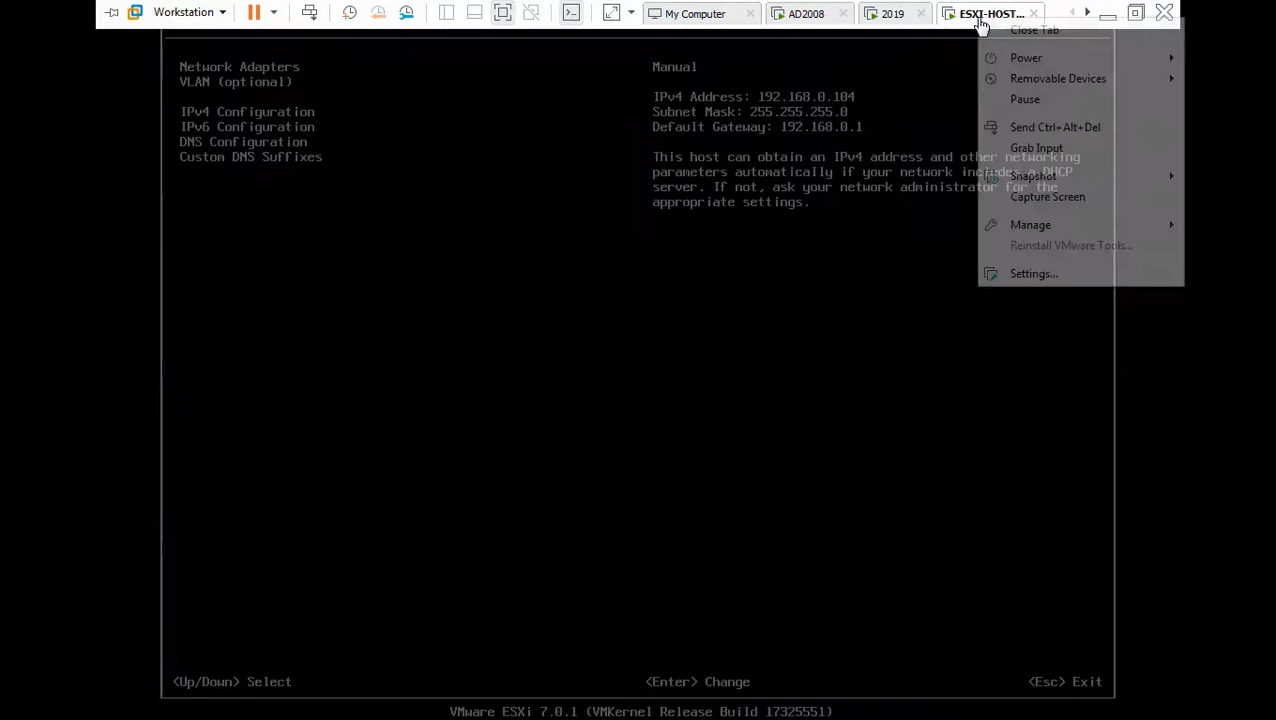 Workstation
My Computer
AD2008
2019
ESXI-HOST...
Close Tab
Power
Removable Devices
Pause
Send Ctrl+Alt+Del
Grab Input
Snapshot
Capture Screen
Manage
Reinstall VMware Tools...
Settings...
Network Adapters
VLAN (optional)
IPv4 Configuration
IPv6 Configuration
DNS Configuration
Custom DNS Suffixes
Manual
IPv4 Address: 192.168.0.104
Subnet Mask: 255.255.255.0
Default Gateway: 192.168.0.1
This host can obtain an IPv4 address and other networking
parameters automatically if your network includes a DHCP
server. If not, ask your network administrator for the
appropriate settings.
<Up/Down> Select
<Enter> Change
<Esc> Exit
VMware ESXi 7.0.1 (VMKernel Release Build 17325551)